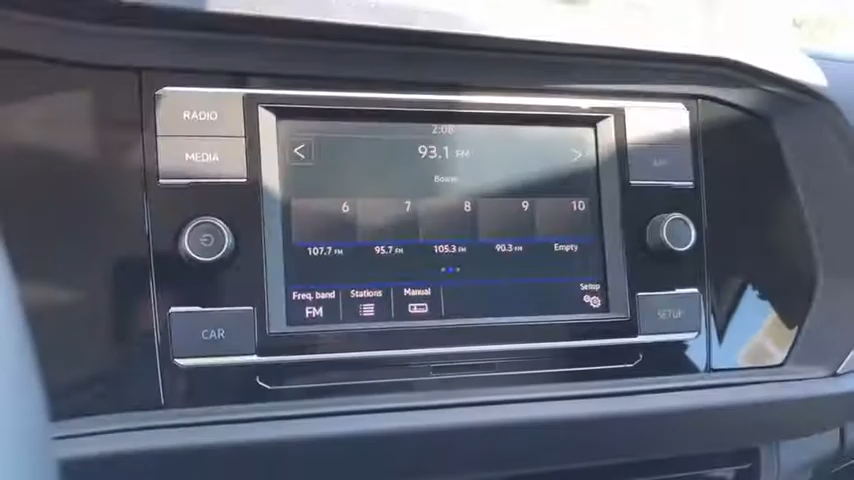 RADIO
MEDIA
2:08
93.1 FM
6 7 8 9 10
107.7 FM 95.7 FM 105.3 FM 90.3 FM Empty
Freq. band Stations Manual Setup
FM
CAR
SETUP